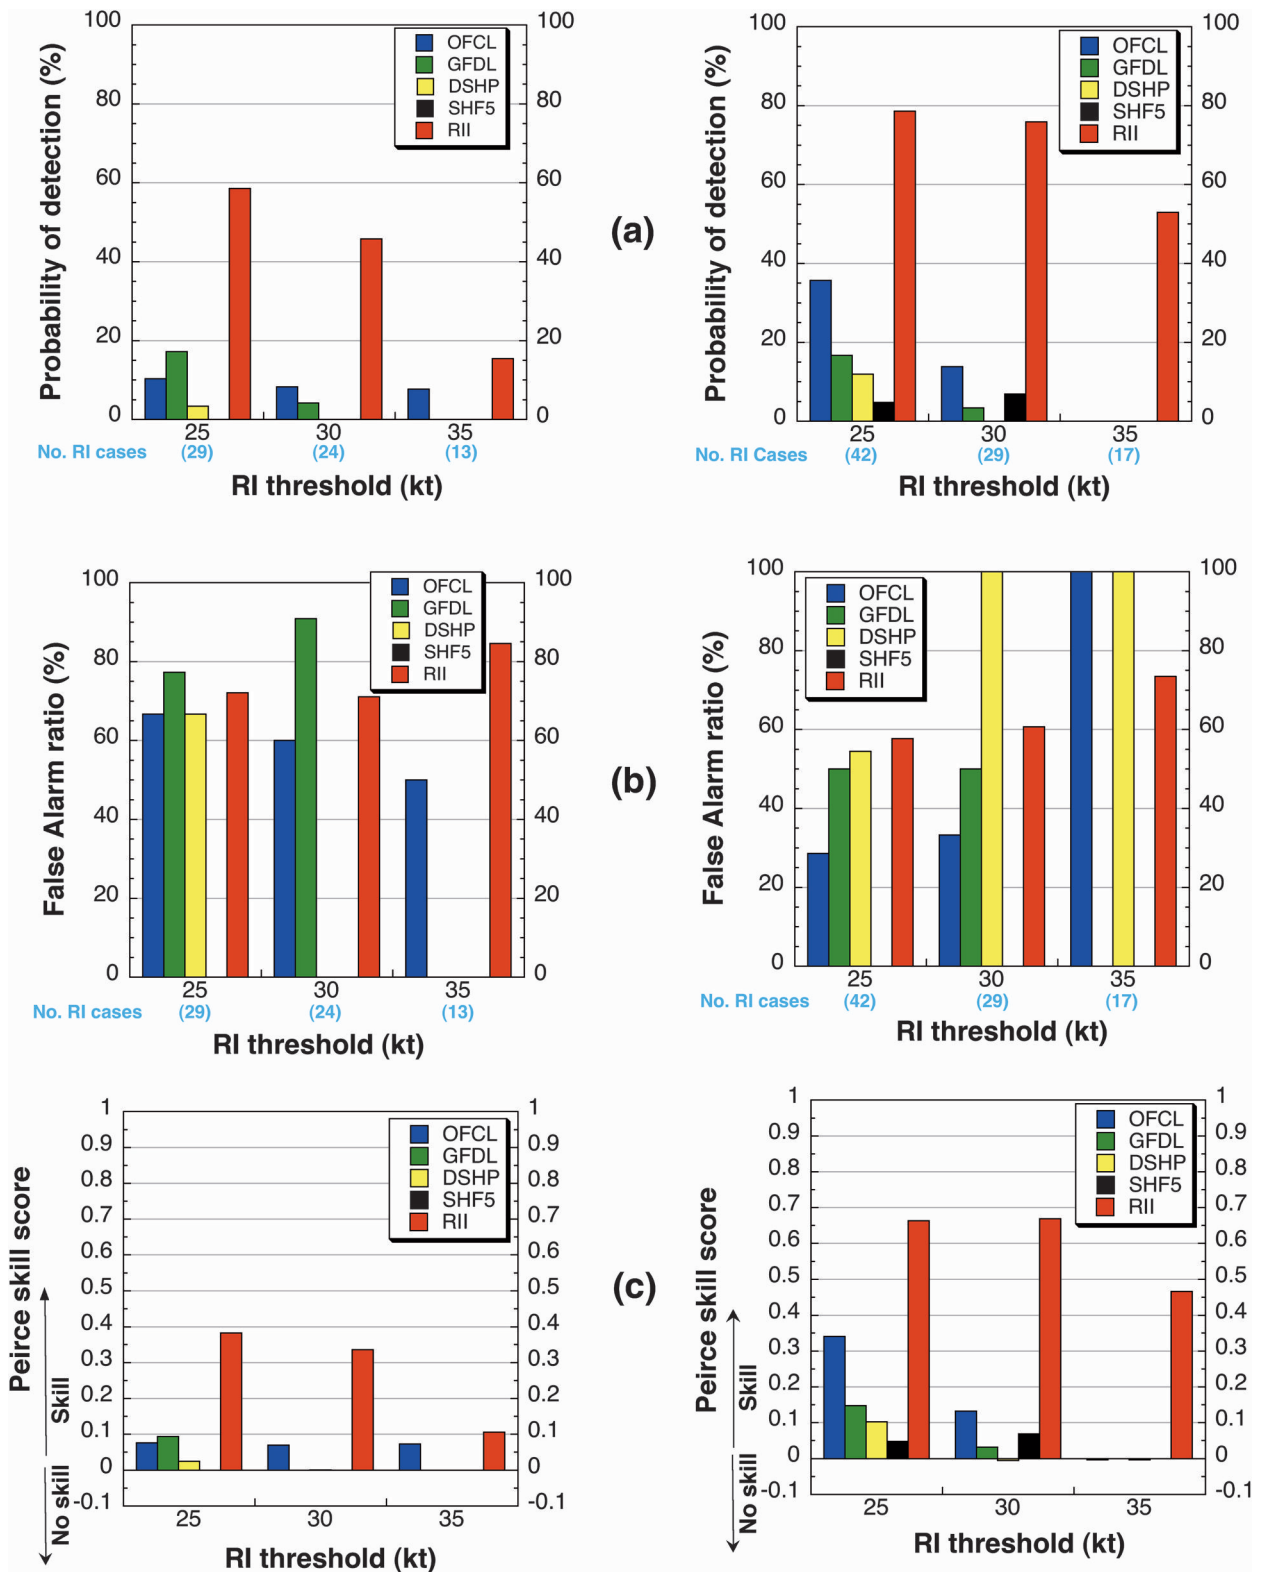 Probability of detection (%)
100 80 60 40 20 0
OFCL
GFDL
DSHP
SHF5
RII
100 80 60 40 20 0
25 30 35
No. RI cases (29) (24) (13)
RI threshold (kt)
(a)
Probability of detection (%)
100 80 60 40 20 0
OFCL
GFDL
DSHP
SHF5
RII
100 80 60 40 20 0
25 30 35
No. RI Cases (42) (29) (17)
RI threshold (kt)
False Alarm ratio (%)
100 80 60 40 20 0
OFCL
GFDL
DSHP
SHF5
RII
100 80 60 40 20 0
25 30 35
No. RI cases (29) (24) (13)
RI threshold (kt)
(b)
False Alarm ratio (%)
100 80 60 40 20 0
OFCL
GFDL
DSHP
SHF5
RII
100 80 60 40 20 0
25 30 35
No. RI cases (42) (29) (17)
RI threshold (kt)
Peirce skill score
No skill Skill
1 0.9 0.8 0.7 0.6 0.5 0.4 0.3 0.2 0.1 0 -0.1
OFCL
GFDL
DSHP
SHF5
RII
1 0.9 0.8 0.7 0.6 0.5 0.4 0.3 0.2 0.1 0 -0.1
25 30 35
RI threshold (kt)
(c)
Peirce skill score
No skill Skill
1 0.9 0.8 0.7 0.6 0.5 0.4 0.3 0.2 0.1 0 -0.1
OFCL
GFDL
DSHP
SHF5
RII
1 0.9 0.8 0.7 0.6 0.5 0.4 0.3 0.2 0.1 0 -0.1
25 30 35
RI threshold (kt)